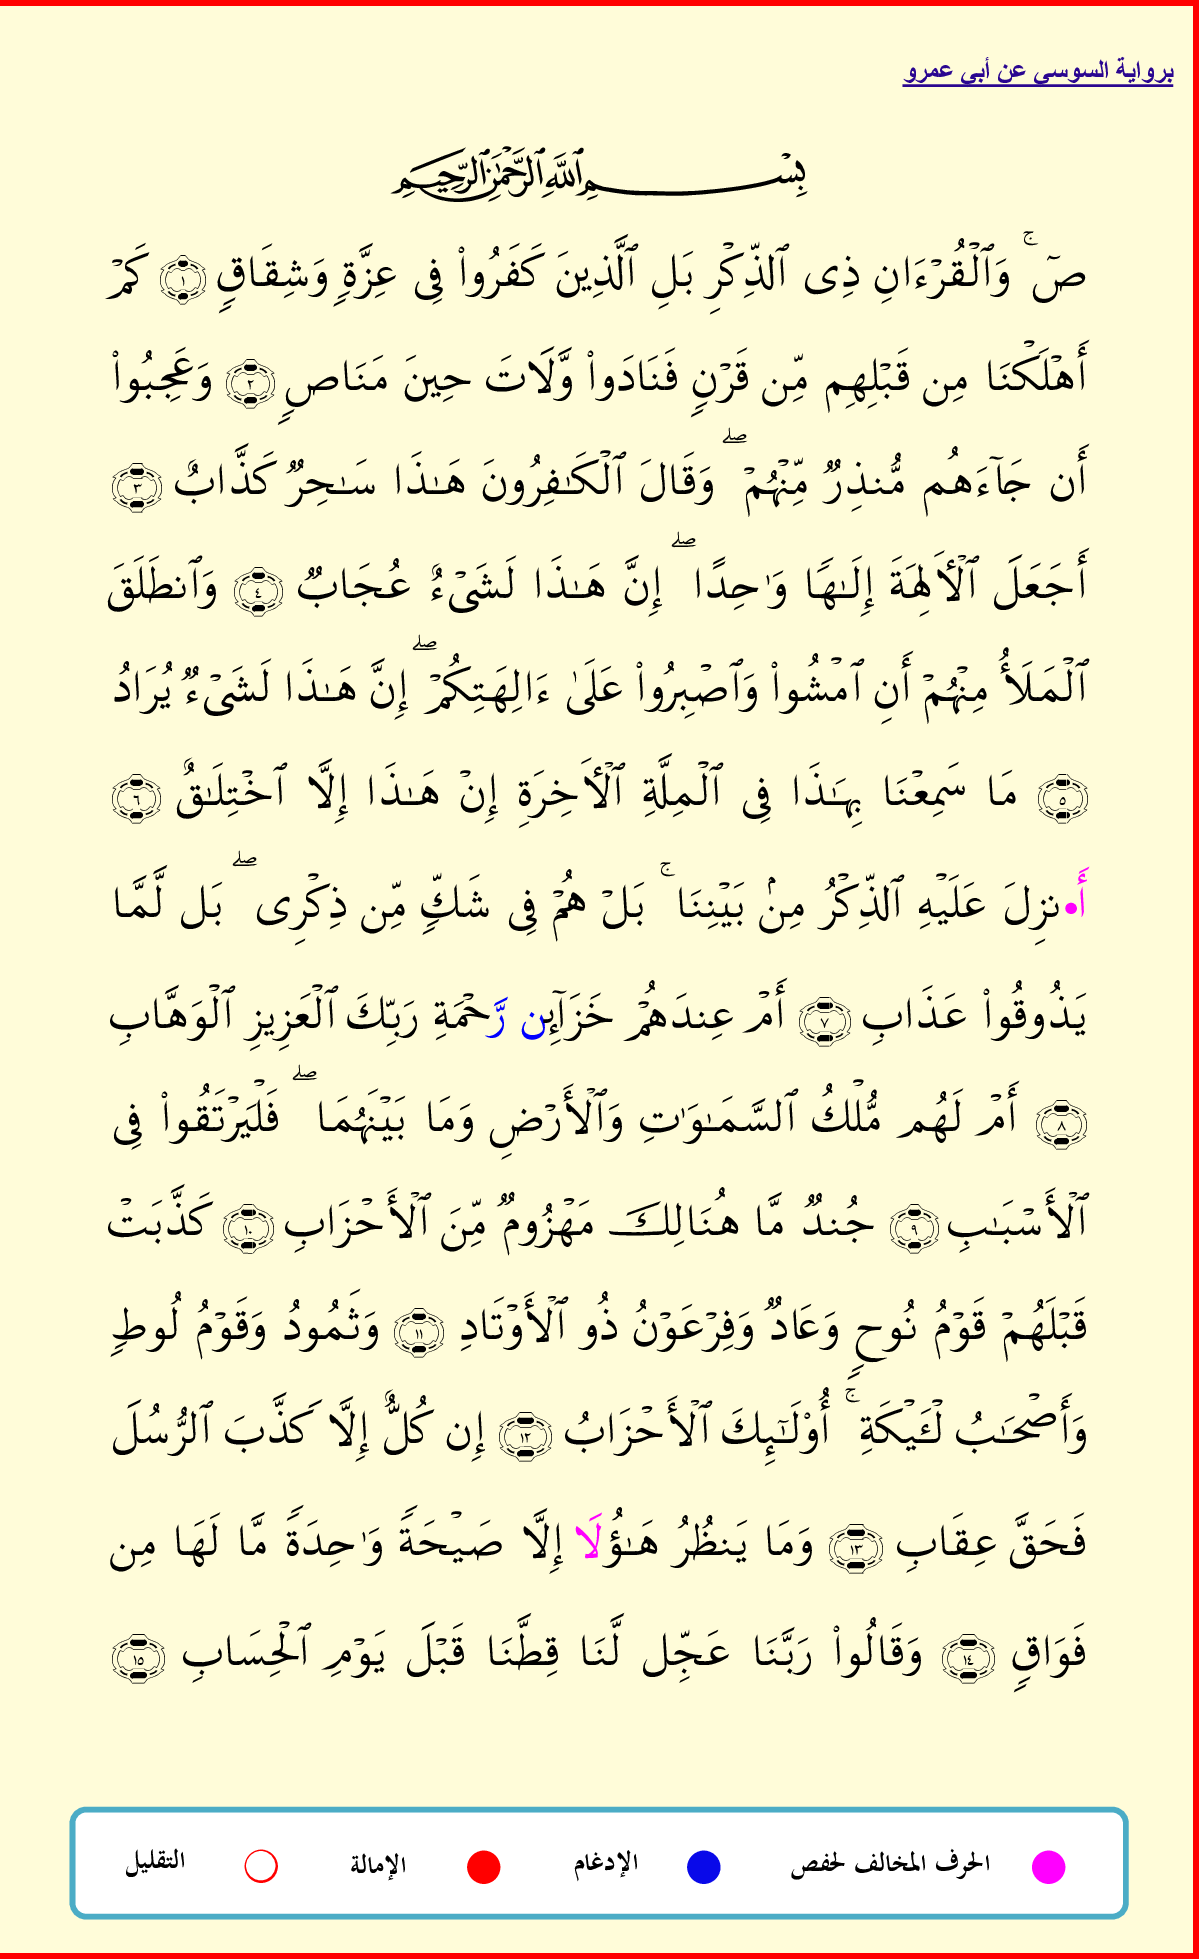 برواية السوسي عن أبي عمرو
بِسْمِ ٱللَّهِ ٱلرَّحْمَٰنِ ٱلرَّحِيمِ
صٓۚ وَٱلْقُرْءَانِ ذِى ٱلذِّكْرِ بَلِ ٱلَّذِينَ كَفَرُوا۟ فِى عِزَّةٍ وَشِقَاقٍ ١ كَمْ
أَهْلَكْنَا مِن قَبْلِهِم مِّن قَرْنٍ فَنَادَوا۟ وَّلَاتَ حِينَ مَنَاصٍ ٢ وَعَجِبُوا۟
أَن جَآءَهُم مُّنذِرٌ مِّنْهُمْۖ وَقَالَ ٱلْكَٰفِرُونَ هَٰذَا سَٰحِرٌ كَذَّابٌ ٣
أَجَعَلَ ٱلْأَلِهَةَ إِلَٰهًا وَٰحِدًاۖ إِنَّ هَٰذَا لَشَىْءٌ عُجَابٌ ٤ وَٱنطَلَقَ
ٱلْمَلَأُ مِنْهُمْ أَنِ ٱمْشُوا۟ وَٱصْبِرُوا۟ عَلَىٰ ءَالِهَتِكُمْۖ إِنَّ هَٰذَا لَشَىْءٌ يُرَادُ
٥ مَا سَمِعْنَا بِهَٰذَا فِى ٱلْمِلَّةِ ٱلْأَخِرَةِ إِنْ هَٰذَا إِلَّا ٱخْتِلَٰقٌ ٦
أَ•نزِلَ عَلَيْهِ ٱلذِّكْرُ مِنۢ بَيْنِنَاۚ بَلْ هُمْ فِى شَكٍّ مِّن ذِكْرِىۖ بَل لَّمَّا
يَذُوقُوا۟ عَذَابِ ٧ أَمْ عِندَهُمْ خَزَآئِن رَّحْمَةِ رَبِّكَ ٱلْعَزِيزِ ٱلْوَهَّابِ
٨ أَمْ لَهُم مُّلْكُ ٱلسَّمَٰوَٰتِ وَٱلْأَرْضِ وَمَا بَيْنَهُمَاۖ فَلْيَرْتَقُوا۟ فِى
ٱلْأَسْبَٰبِ ٩ جُندٌ مَّا هُنَالِكَ مَهْزُومٌ مِّنَ ٱلْأَحْزَابِ ١٠ كَذَّبَتْ
قَبْلَهُمْ قَوْمُ نُوحٍ وَعَادٌ وَفِرْعَوْنُ ذُو ٱلْأَوْتَادِ ١١ وَثَمُودُ وَقَوْمُ لُوطٍ
وَأَصْحَٰبُ لْـَٔيْكَةِۚ أُو۟لَٰٓئِكَ ٱلْأَحْزَابُ ١٢ إِن كُلٌّ إِلَّا كَذَّبَ ٱلرُّسُلَ
فَحَقَّ عِقَابِ ١٣ وَمَا يَنظُرُ هَٰؤُلَا إِلَّا صَيْحَةً وَٰحِدَةً مَّا لَهَا مِن
فَوَاقٍ ١٤ وَقَالُوا۟ رَبَّنَا عَجِّل لَّنَا قِطَّنَا قَبْلَ يَوْمِ ٱلْحِسَابِ ١٥
الحرف المخالف لحفص الإدغام الإمالة التقليل